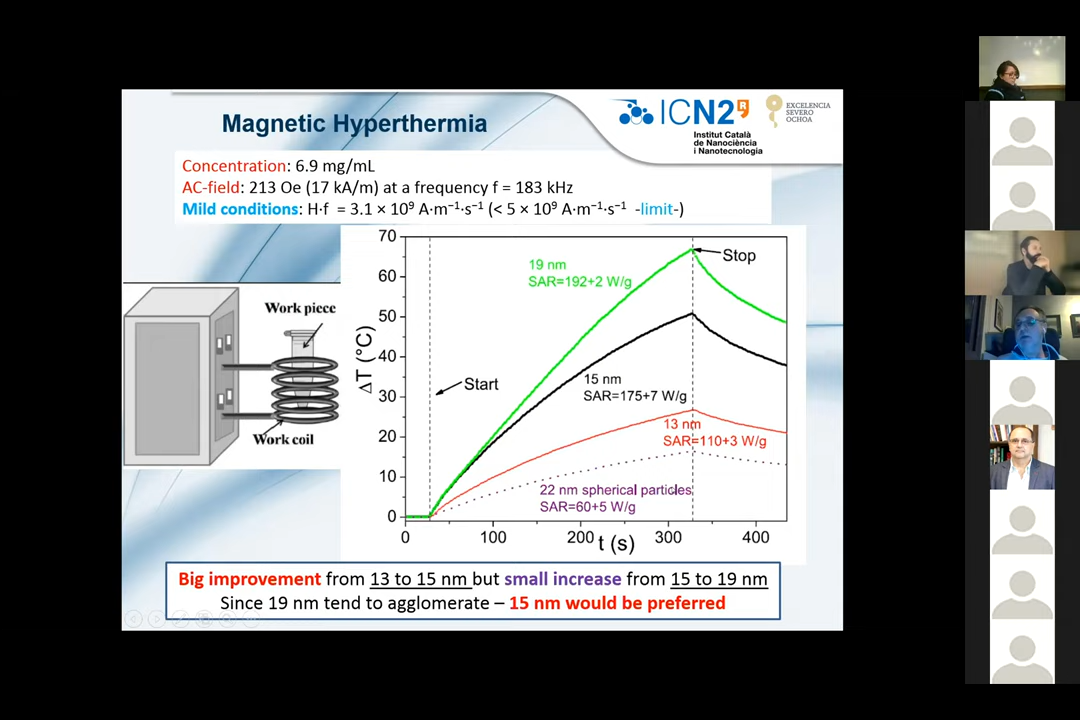 Magnetic Hyperthermia
ICN2
Institut Català
de Nanociència
i Nanotecnologia
EXCELENCIA
SEVERO
OCHOA
Concentration: 6.9 mg/mL
AC-field: 213 Oe (17 kA/m) at a frequency f = 183 kHz
Mild conditions: H·f = 3.1 × 10⁹ A·m⁻¹·s⁻¹ (< 5 × 10⁹ A·m⁻¹·s⁻¹ -limit-)
Work piece
Work coil
70
60
50
40
30
20
10
0
ΔT (°C)
19 nm
SAR=192+2 W/g
Stop
Start
15 nm
SAR=175+7 W/g
13 nm
SAR=110+3 W/g
22 nm spherical particles
SAR=60+5 W/g
0 100 200 300 400
t (s)
Big improvement from 13 to 15 nm but small increase from 15 to 19 nm
Since 19 nm tend to agglomerate – 15 nm would be preferred